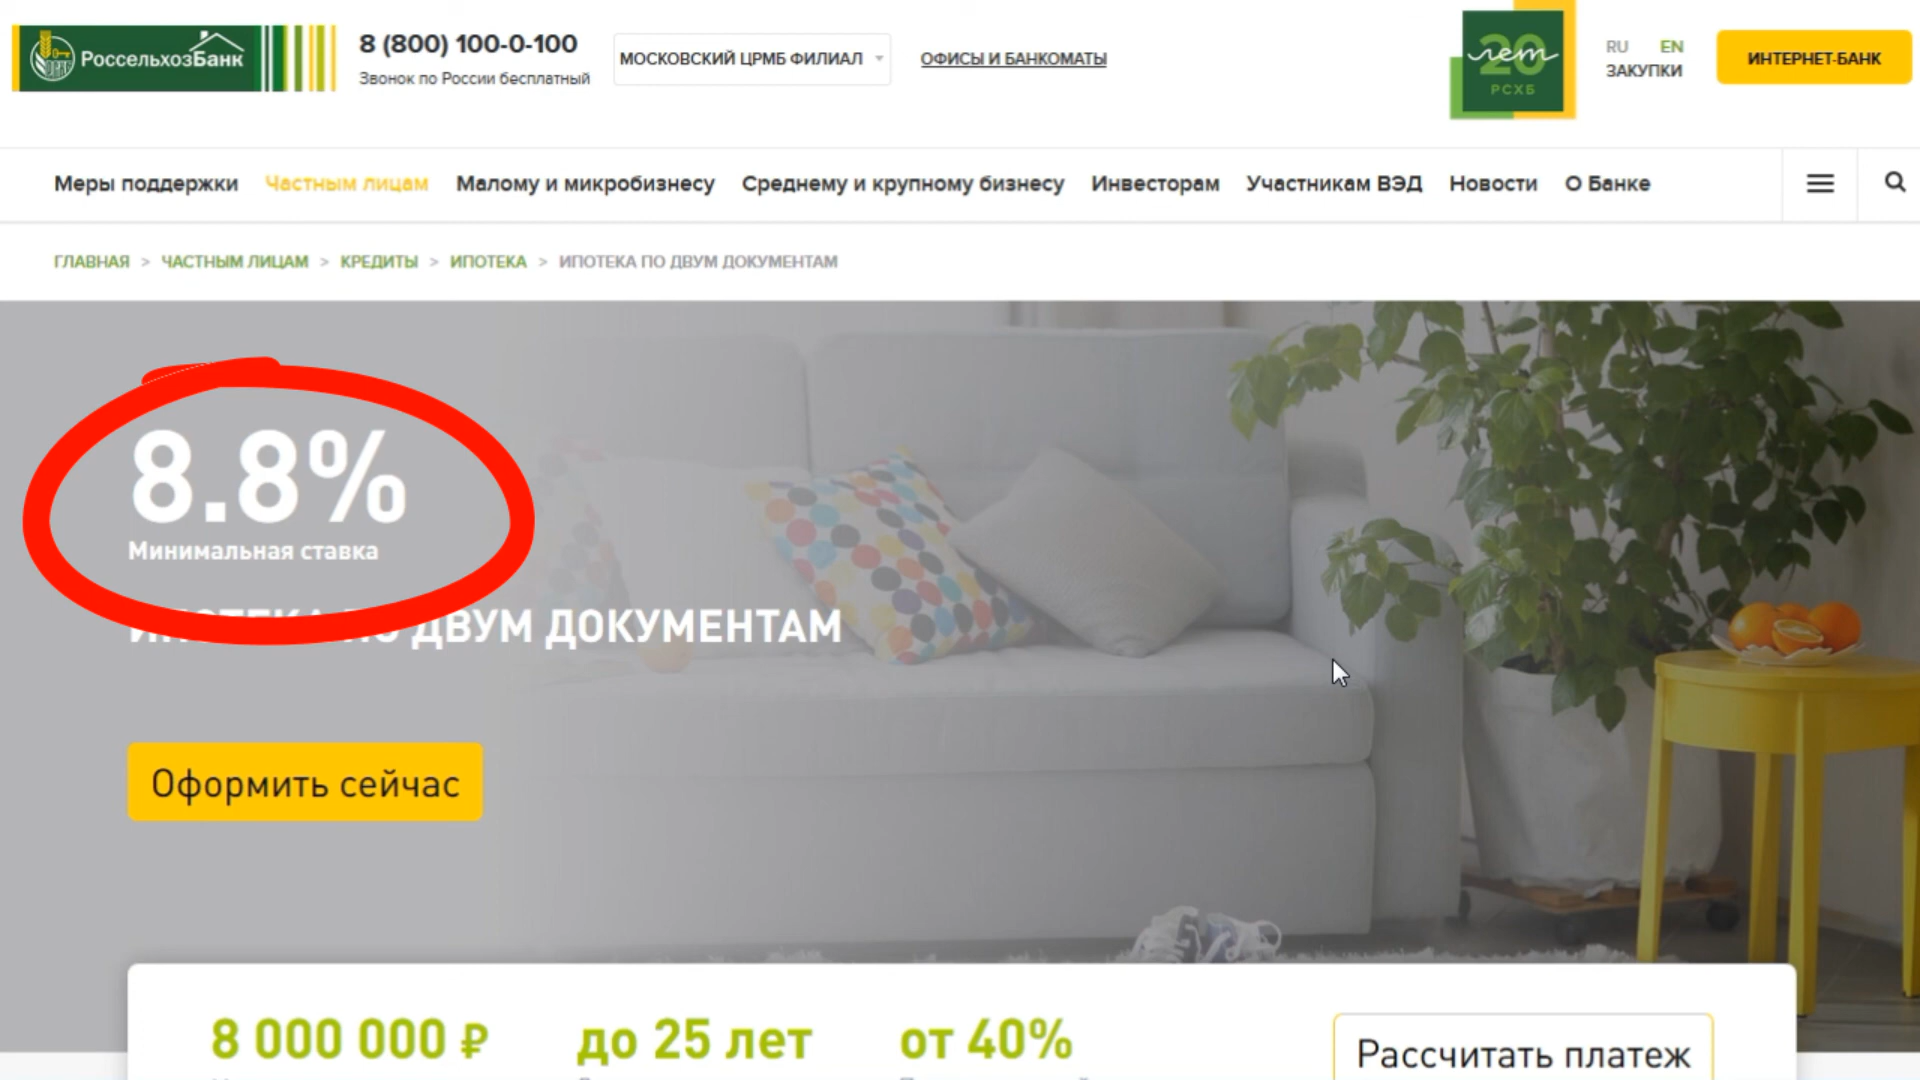 РоссельхозБанк
8 (800) 100-0-100
Звонок по России бесплатный
МОСКОВСКИЙ ЦРМБ ФИЛИАЛ
ОФИСЫ И БАНКОМАТЫ
20
лет
РСХБ
RU EN
ЗАКУПКИ
ИНТЕРНЕТ-БАНК
Меры поддержки Частным лицам Малому и микробизнесу Среднему и крупному бизнесу Инвесторам Участникам ВЭД Новости О Банке
ГЛАВНАЯ > ЧАСТНЫМ ЛИЦАМ > КРЕДИТЫ > ИПОТЕКА > ИПОТЕКА ПО ДВУМ ДОКУМЕНТАМ
8.8%
Минимальная ставка
ИПОТЕКА ПО ДВУМ ДОКУМЕНТАМ
Оформить сейчас
8 000 000 ₽ до 25 лет от 40%
Рассчитать платеж